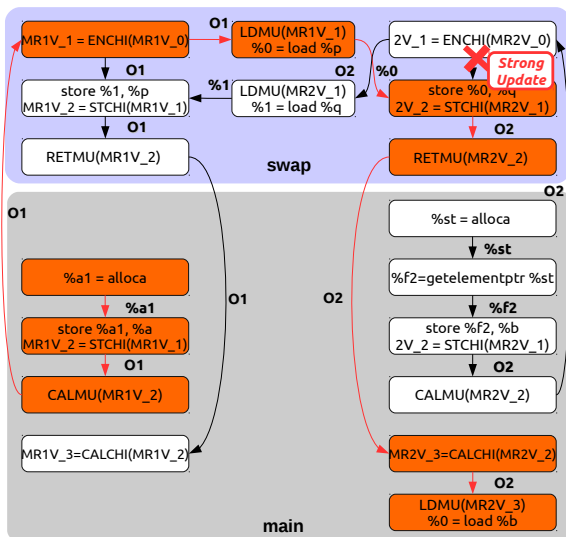 O1
MR1V_1 = ENCHI(MR1V_0)
LDMU(MR1V_1)
%0 = load %p
2V_1 = ENCHI(MR2V_0)
Strong
Update
O1
O2
%0
%1
store %1, %p
MR1V_2 = STCHI(MR1V_1)
LDMU(MR2V_1)
%1 = load %q
store %0, %q
2V_2 = STCHI(MR2V_1)
O1
O2
RETMU(MR1V_2)
swap
RETMU(MR2V_2)
O2
O1
%st = alloca
%st
%a1 = alloca
%f2=getelementptr %st
%a1
O1
O2
%f2
store %a1, %a
MR1V_2 = STCHI(MR1V_1)
store %f2, %b
2V_2 = STCHI(MR2V_1)
O1
O2
CALMU(MR1V_2)
CALMU(MR2V_2)
MR1V_3=CALCHI(MR1V_2)
MR2V_3=CALCHI(MR2V_2)
O2
LDMU(MR2V_3)
%0 = load %b
main